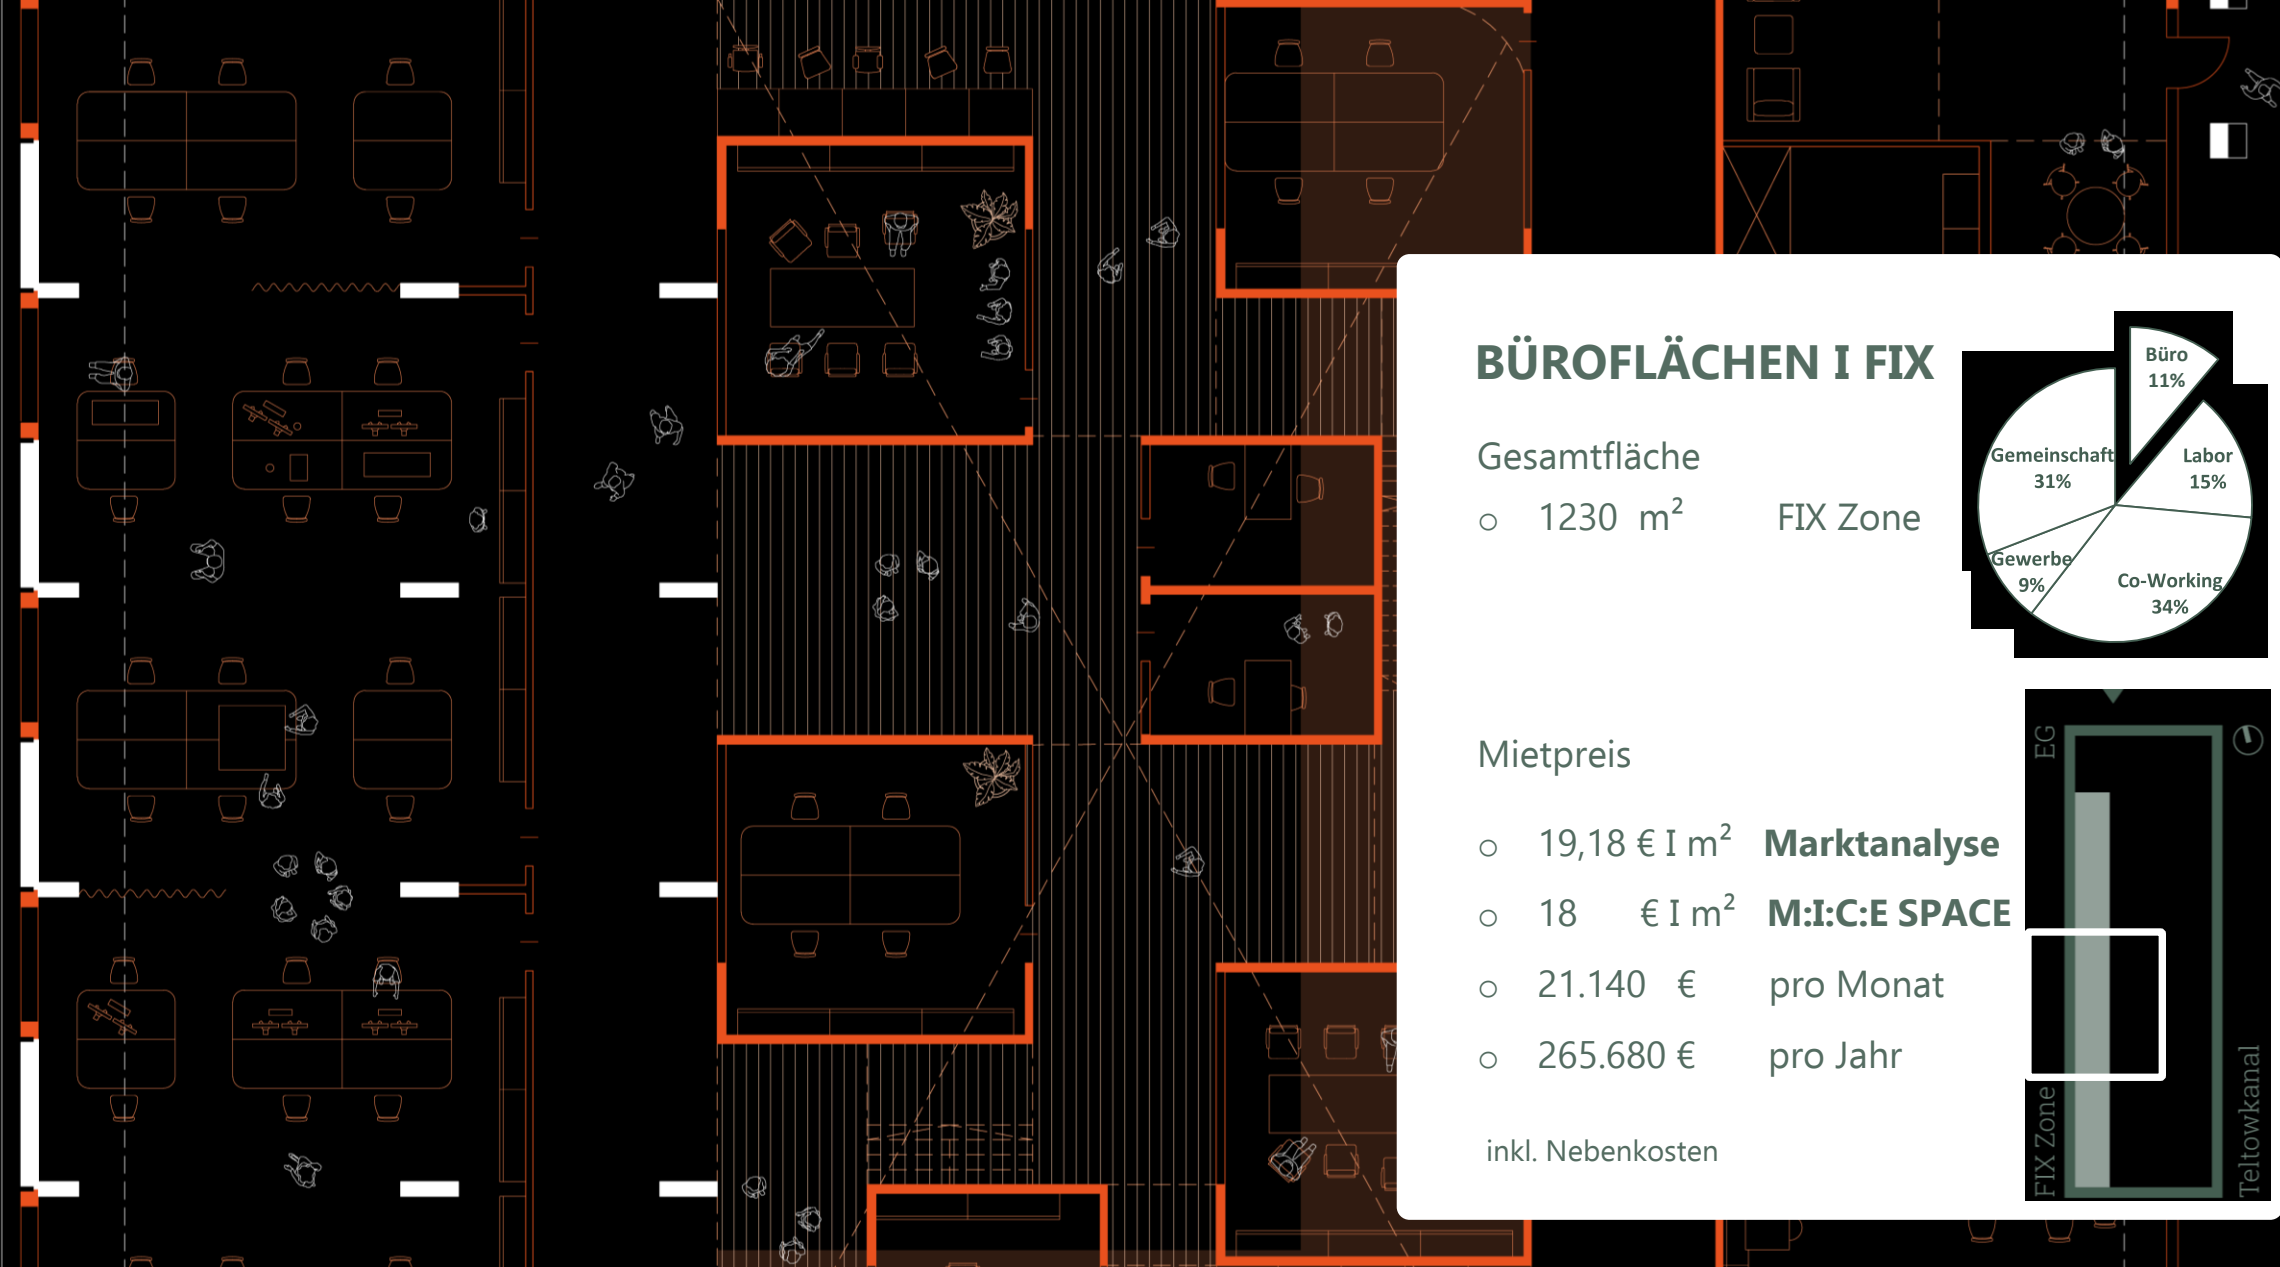 BÜROFLÄCHEN I FIX
Gesamtfläche
○ 1230 m² FIX Zone
Büro
11%
Labor
15%
Co-Working
34%
Gewerbe
9%
Gemeinschaft
31%
Mietpreis
○ 19,18 € I m² Marktanalyse
○ 18 € I m² M:I:C:E SPACE
○ 21.140 € pro Monat
○ 265.680 € pro Jahr
inkl. Nebenkosten
EG
FIX Zone
Teltowkanal